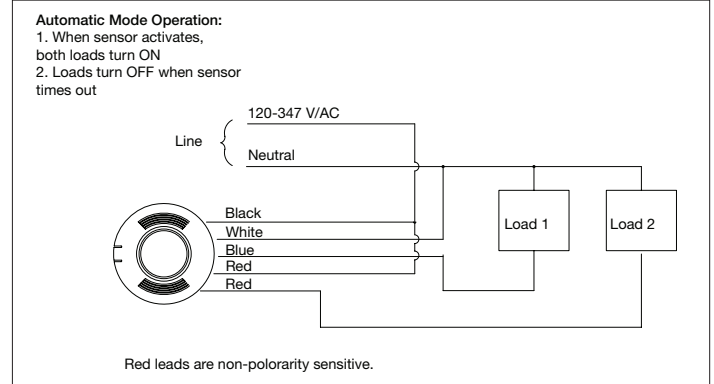 Automatic Mode Operation:
1. When sensor activates,
both loads turn ON
2. Loads turn OFF when sensor
times out
120-347 V/AC
Line
Neutral
Black
White
Blue
Red
Red
Load 1
Load 2
Red leads are non-polorarity sensitive.